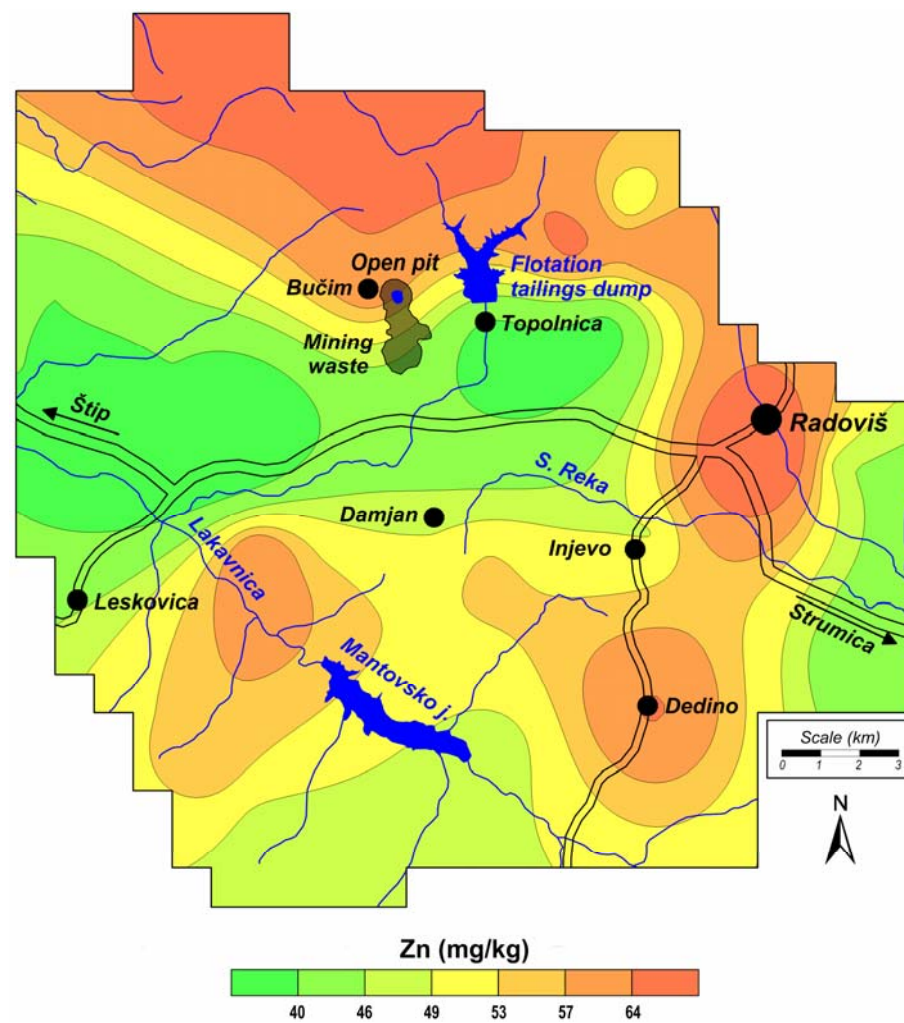 Open pit
Bučim
Flotation
tailings dump
Topolnica
Mining
waste
Štip
Radoviš
S. Reka
Damjan
Injevo
Lakavnica
Leskovica
Strumica
Mantovsko j.
Dedino
Scale (km)
0 1 2 3
N
Zn (mg/kg)
40 46 49 53 57 64